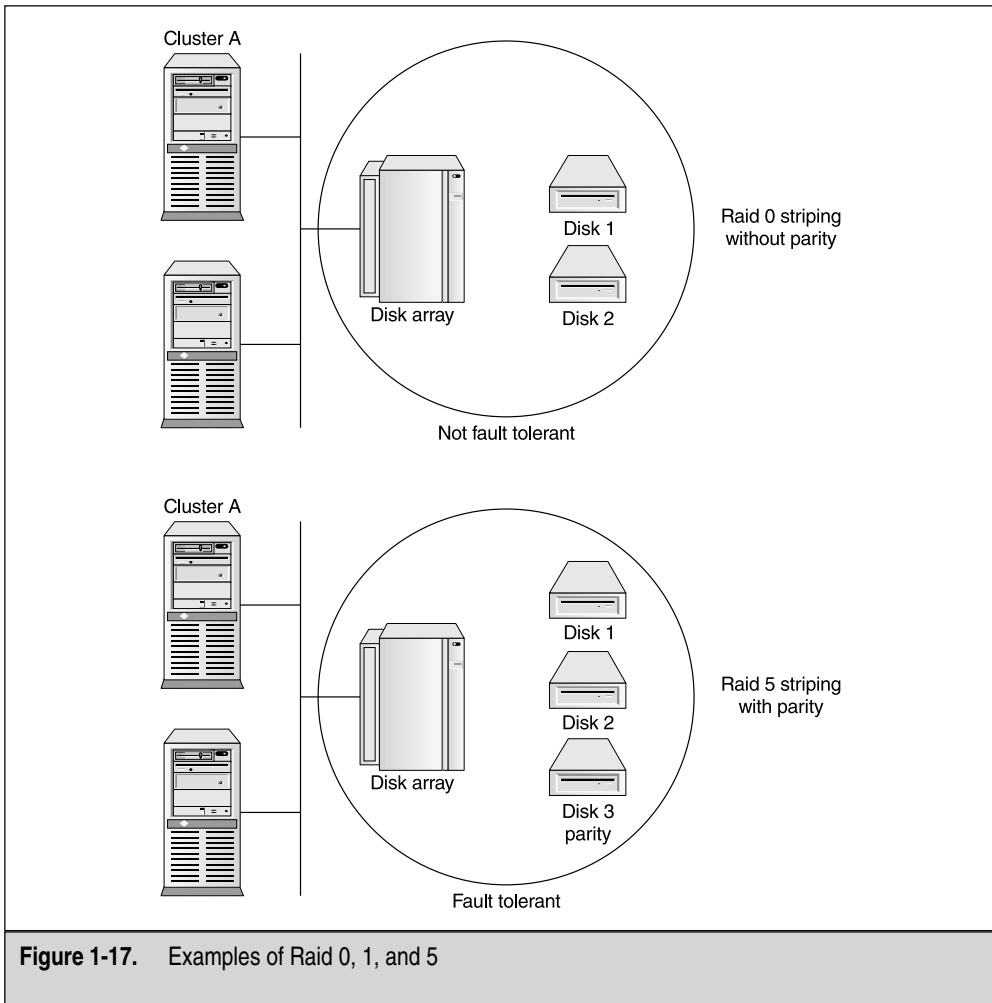 Cluster A
Disk array
Disk 1
Disk 2
Raid 0 striping
without parity
Not fault tolerant
Cluster A
Disk array
Disk 1
Disk 2
Disk 3
parity
Raid 5 striping
with parity
Fault tolerant
Figure 1-17. Examples of Raid 0, 1, and 5